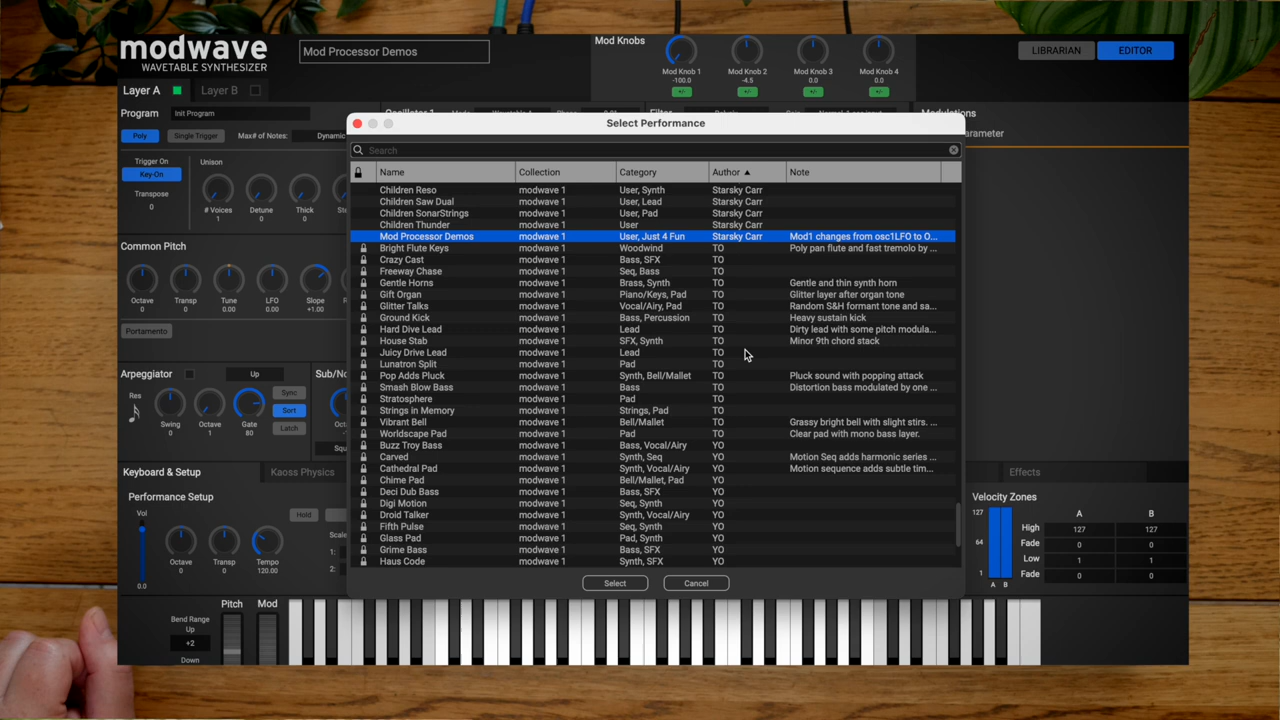 modwave
WAVETABLE SYNTHESIZER
Mod Processor Demos
Mod Knobs
Mod Knob 1
-100.0
+/-
Mod Knob 2
-4.5
+/-
Mod Knob 3
0.0
+/-
Mod Knob 4
0.0
+/-
LIBRARIAN
EDITOR
Layer A
Layer B
Program
Init Program
Poly
Single Trigger
Max# of Notes:
Dynamic
Trigger On
Key-On
Transpose
0
Unison
# Voices
1
Detune
0
Thick
0
Common Pitch
Octave
0
Transp
0
Tune
0.00
LFO
0.00
Slope
+1.00
Portamento
Arpeggiator
Up
Res
Swing
0
Octave
1
Gate
80
Sync
Sort
Latch
Keyboard & Setup
Kaoss Physics
Performance Setup
Vol
0.0
Octave
0
Transp
0
Tempo
120.00
Hold
Scale
1:
2:
Bend Range
Up
+2
Down
Pitch
Mod
Modulations
Select Performance
Search
Name Collection Category Author Note
Children Reso modwave 1 User, Synth Starsky Carr
Children Saw Dual modwave 1 User, Lead Starsky Carr
Children SonarStrings modwave 1 User, Pad Starsky Carr
Children Thunder modwave 1 User Starsky Carr
Mod Processor Demos modwave 1 User, Just 4 Fun Starsky Carr Mod1 changes from osc1LFO to O...
Bright Flute Keys modwave 1 Woodwind TO Poly pan flute and fast tremolo by ...
Crazy Cast modwave 1 Bass, SFX TO
Freeway Chase modwave 1 Seq, Bass TO
Gentle Horns modwave 1 Brass, Synth TO Gentle and thin synth horn
Gift Organ modwave 1 Piano/Keys, Pad TO Glitter layer after organ tone
Glitter Talks modwave 1 Vocal/Airy, Pad TO Random S&H formant tone and sa...
Ground Kick modwave 1 Bass, Percussion TO Heavy sustain kick
Hard Dive Lead modwave 1 Lead TO Dirty lead with some pitch modula...
House Stab modwave 1 SFX, Synth TO Minor 9th chord stack
Juicy Drive Lead modwave 1 Lead TO
Lunatron Split modwave 1 Pad TO
Pop Adds Pluck modwave 1 Synth, Bell/Mallet TO Pluck sound with popping attack
Smash Blow Bass modwave 1 Bass TO Distortion bass modulated by one ...
Stratosphere modwave 1 Pad TO
Strings in Memory modwave 1 Strings, Pad TO
Vibrant Bell modwave 1 Bell/Mallet TO Grassy bright bell with slight stirs. ...
Worldscape Pad modwave 1 Pad TO Clear pad with mono bass layer.
Buzz Troy Bass modwave 1 Bass, Vocal/Airy YO
Carved modwave 1 Synth, Seq YO Motion Seq adds harmonic series ...
Cathedral Pad modwave 1 Synth, Vocal/Airy YO Motion sequence adds subtle tim...
Chime Pad modwave 1 Bell/Mallet, Pad YO
Deci Dub Bass modwave 1 Bass, SFX YO
Digi Motion modwave 1 Seq, Synth YO
Droid Talker modwave 1 Synth, Vocal/Airy YO
Fifth Pulse modwave 1 Seq, Synth YO
Glass Pad modwave 1 Pad, Synth YO
Grime Bass modwave 1 Bass, SFX YO
Haus Code modwave 1 Synth, SFX YO
Select
Cancel
Effects
Velocity Zones
127
64
1
A B
A B
High 127 127
Fade 0 0
Low 1 1
Fade 0 0